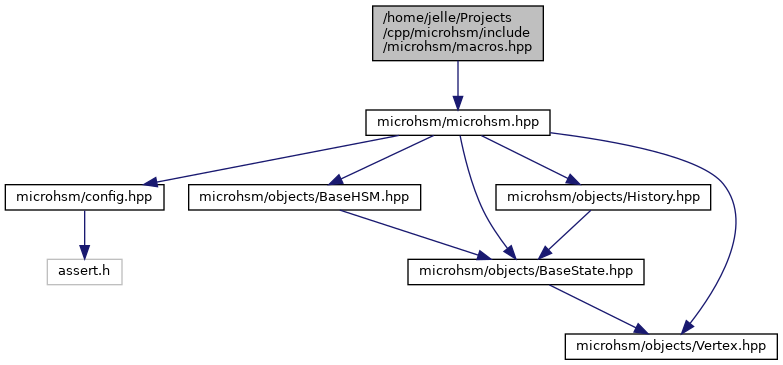 /home/jelle/Projects
/cpp/microhsm/include
/microhsm/macros.hpp
microhsm/microhsm.hpp
microhsm/config.hpp
microhsm/objects/BaseHSM.hpp
microhsm/objects/History.hpp
assert.h
microhsm/objects/BaseState.hpp
microhsm/objects/Vertex.hpp